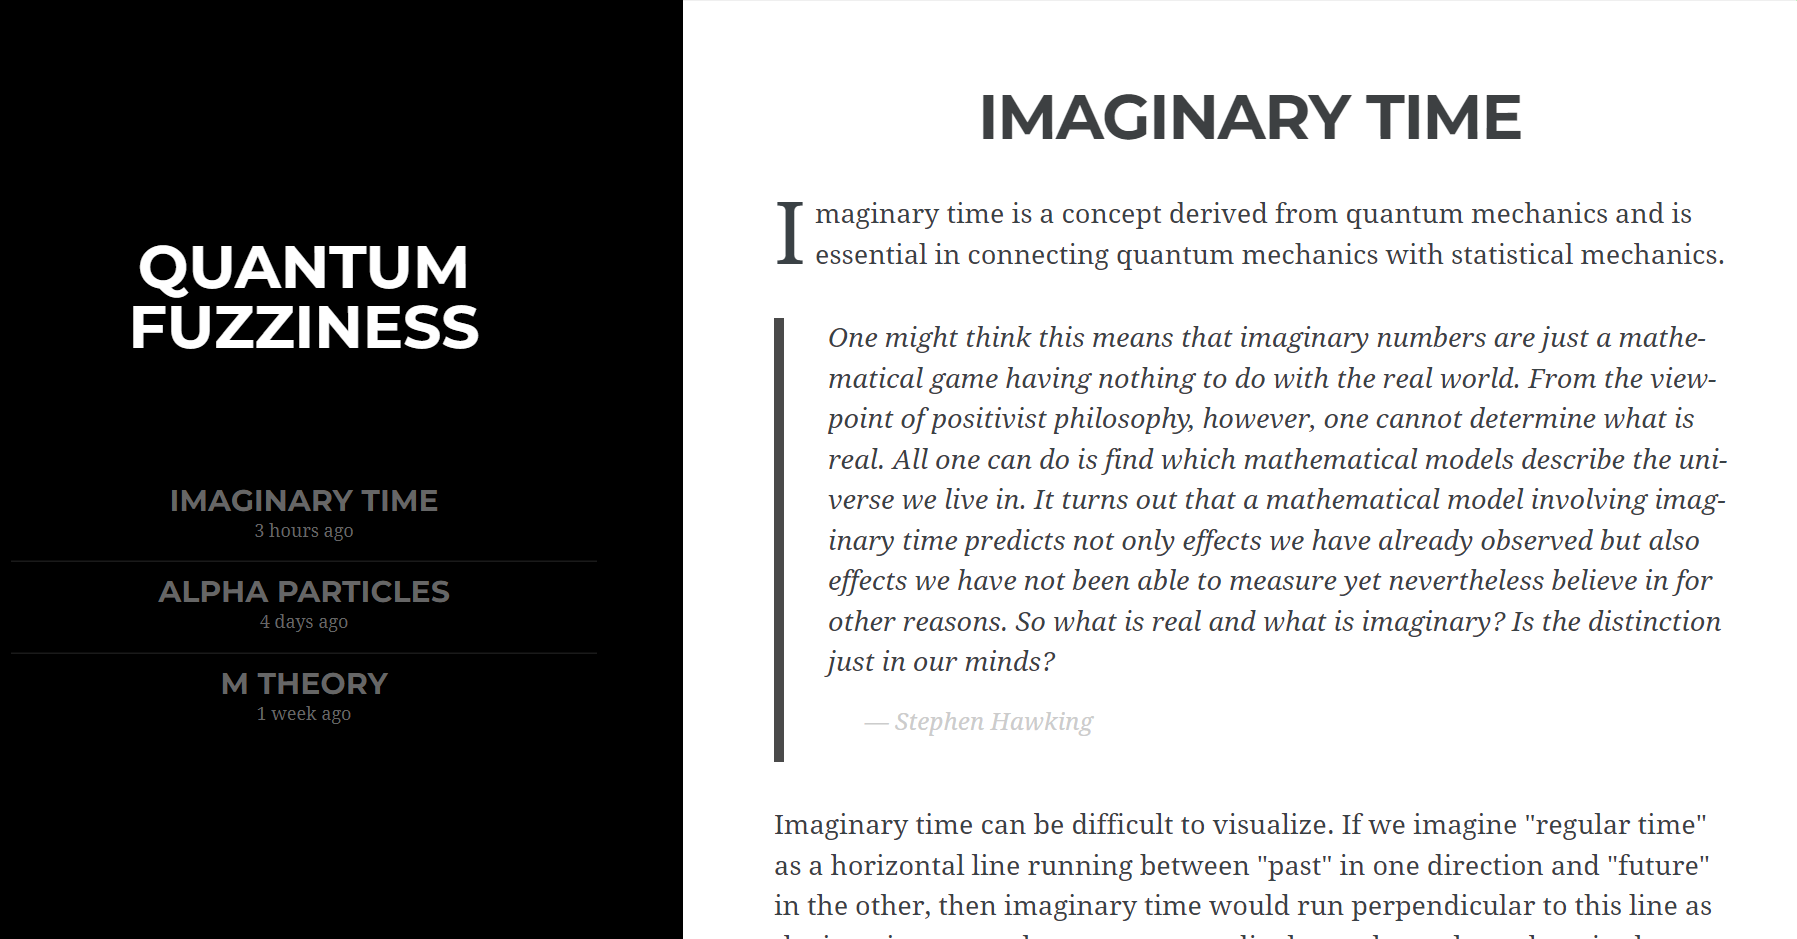 QUANTUM
FUZZINESS
IMAGINARY TIME
3 hours ago
ALPHA PARTICLES
4 days ago
M THEORY
1 week ago
IMAGINARY TIME
Imaginary time is a concept derived from quantum mechanics and is
essential in connecting quantum mechanics with statistical mechanics.
One might think this means that imaginary numbers are just a mathe-
matical game having nothing to do with the real world. From the view-
point of positivist philosophy, however, one cannot determine what is
real. All one can do is find which mathematical models describe the uni-
verse we live in. It turns out that a mathematical model involving imag-
inary time predicts not only effects we have already observed but also
effects we have not been able to measure yet nevertheless believe in for
other reasons. So what is real and what is imaginary? Is the distinction
just in our minds?
— Stephen Hawking
Imaginary time can be difficult to visualize. If we imagine "regular time"
as a horizontal line running between "past" in one direction and "future"
in the other, then imaginary time would run perpendicular to this line as